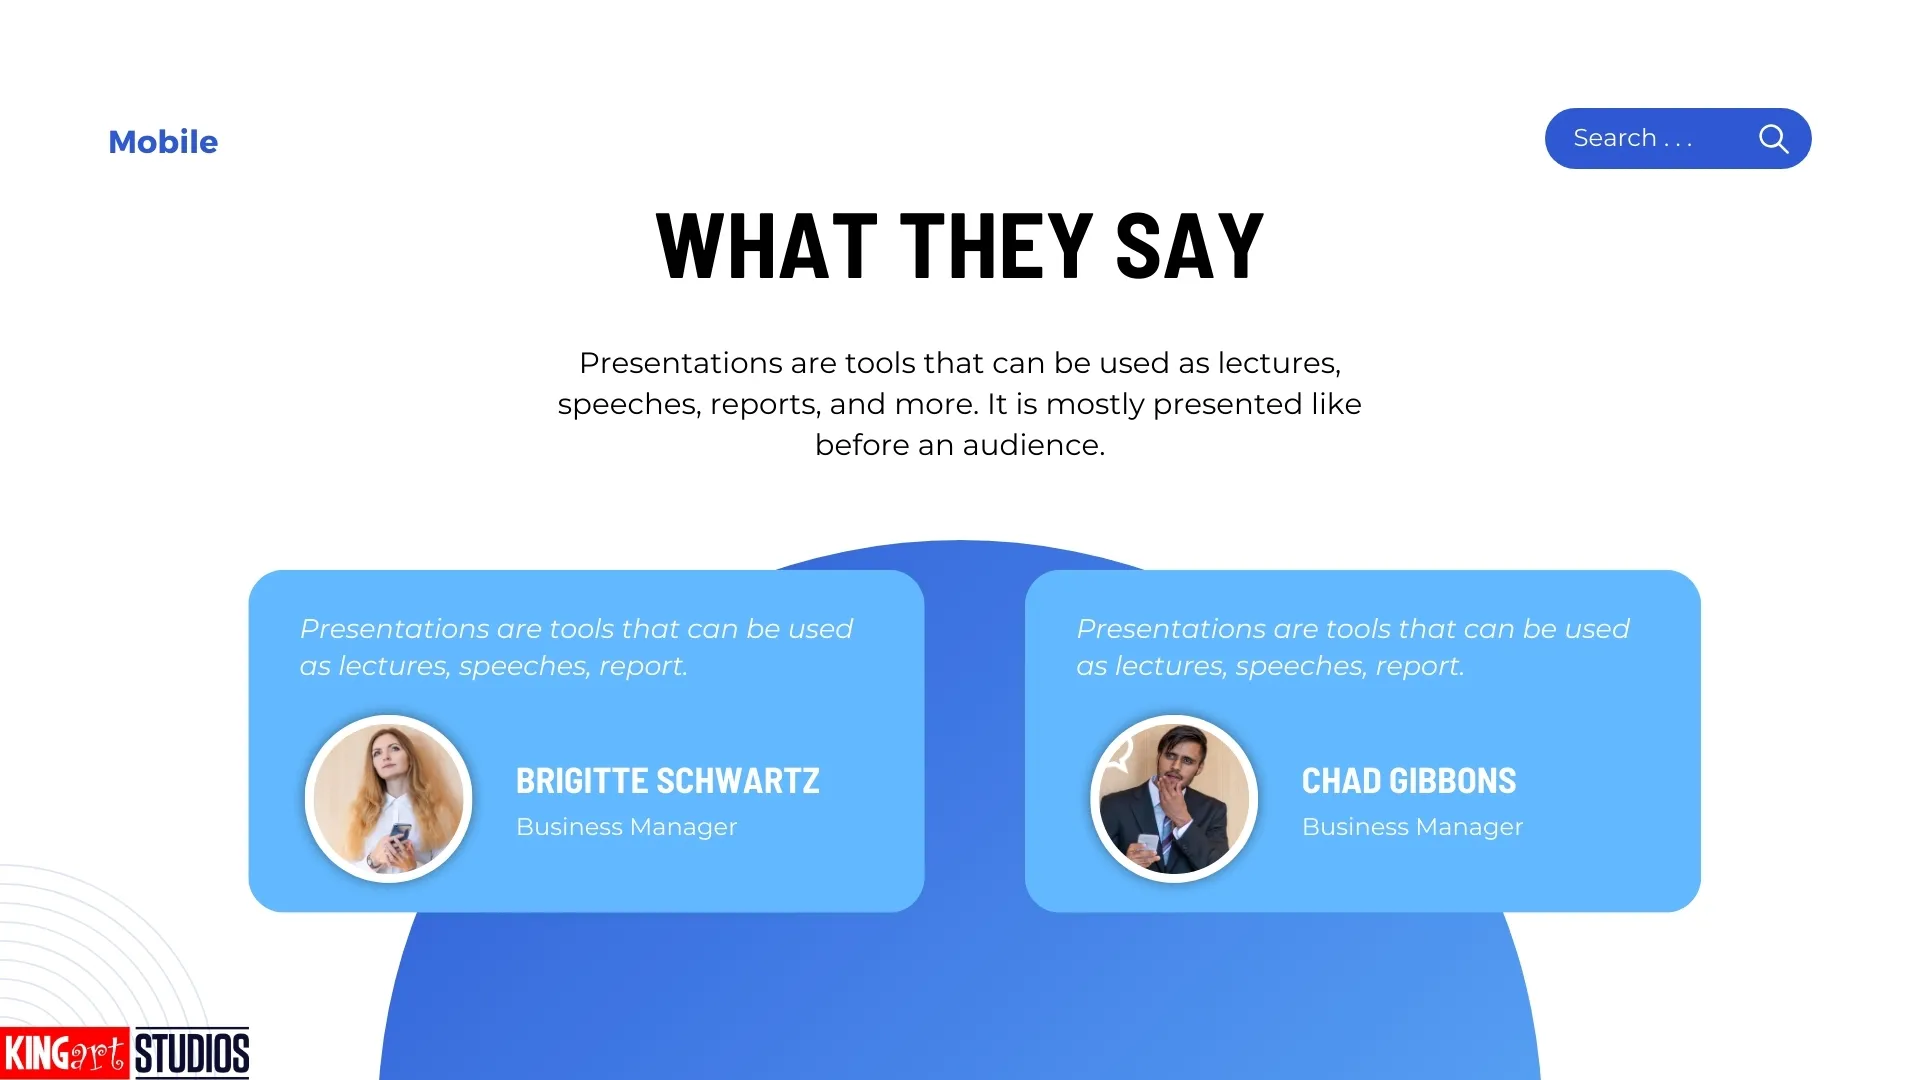 Mobile
Search . . .
WHAT THEY SAY
Presentations are tools that can be used as lectures,
speeches, reports, and more. It is mostly presented like
before an audience.
Presentations are tools that can be used
as lectures, speeches, report.
BRIGITTE SCHWARTZ
Business Manager
Presentations are tools that can be used
as lectures, speeches, report.
CHAD GIBBONS
Business Manager
KINGart STUDIOS